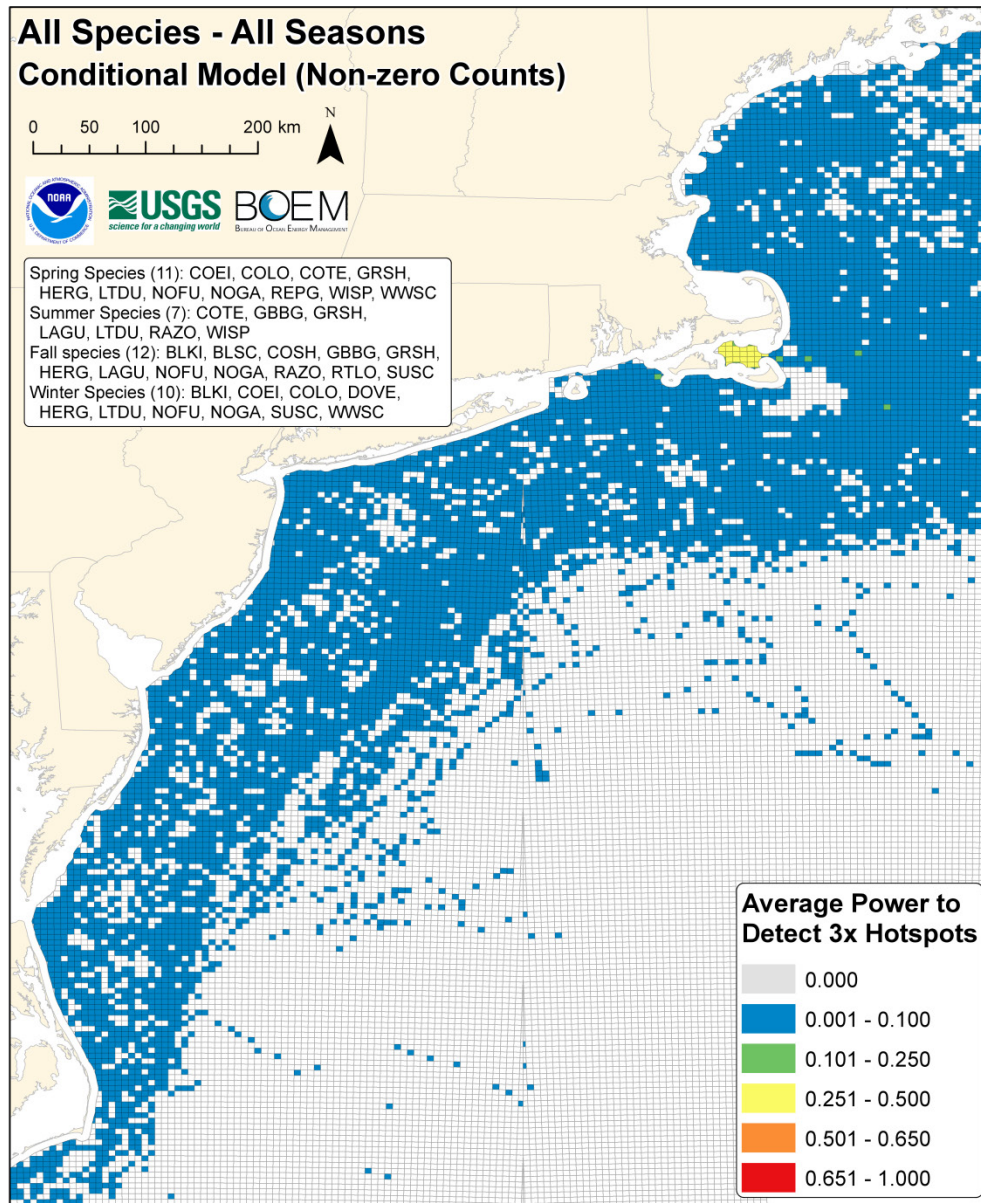 All Species - All Seasons
Conditional Model (Non-zero Counts)
0 50 100 200 km
N
NOAA
USGS
science for a changing world
BOEM
Bureau of Ocean Energy Management
Spring Species (11): COEI, COLO, COTE, GRSH,
HERG, LTDU, NOFU, NOGA, REPG, WISP, WWSC
Summer Species (7): COTE, GBBG, GRSH,
LAGU, LTDU, RAZO, WISP
Fall species (12): BLKI, BLSC, COSH, GBBG, GRSH,
HERG, LAGU, NOFU, NOGA, RAZO, RTLO, SUSC
Winter Species (10): BLKI, COEI, COLO, DOVE,
HERG, LTDU, NOFU, NOGA, SUSC, WWSC
Average Power to
Detect 3x Hotspots
0.000
0.001 - 0.100
0.101 - 0.250
0.251 - 0.500
0.501 - 0.650
0.651 - 1.000